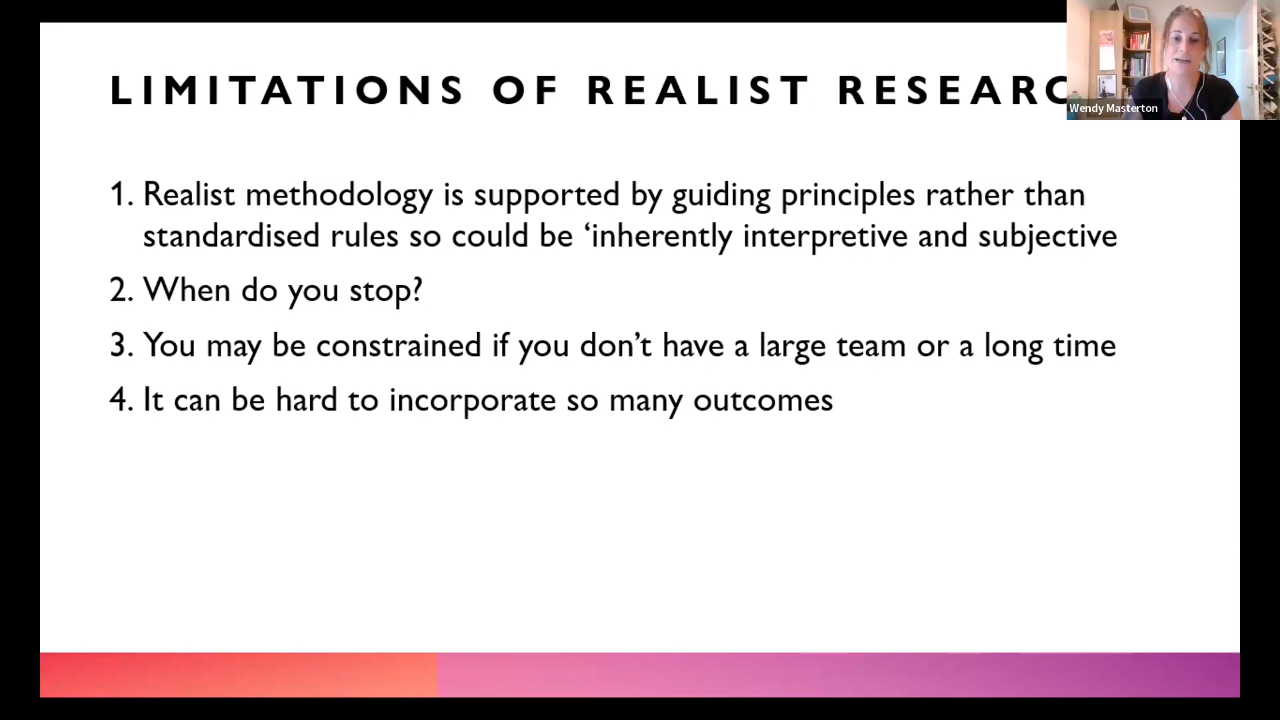 LIMITATIONS OF REALIST RESEARC
Wendy Masterton
1. Realist methodology is supported by guiding principles rather than
standardised rules so could be ‘inherently interpretive and subjective
2. When do you stop?
3. You may be constrained if you don’t have a large team or a long time
4. It can be hard to incorporate so many outcomes